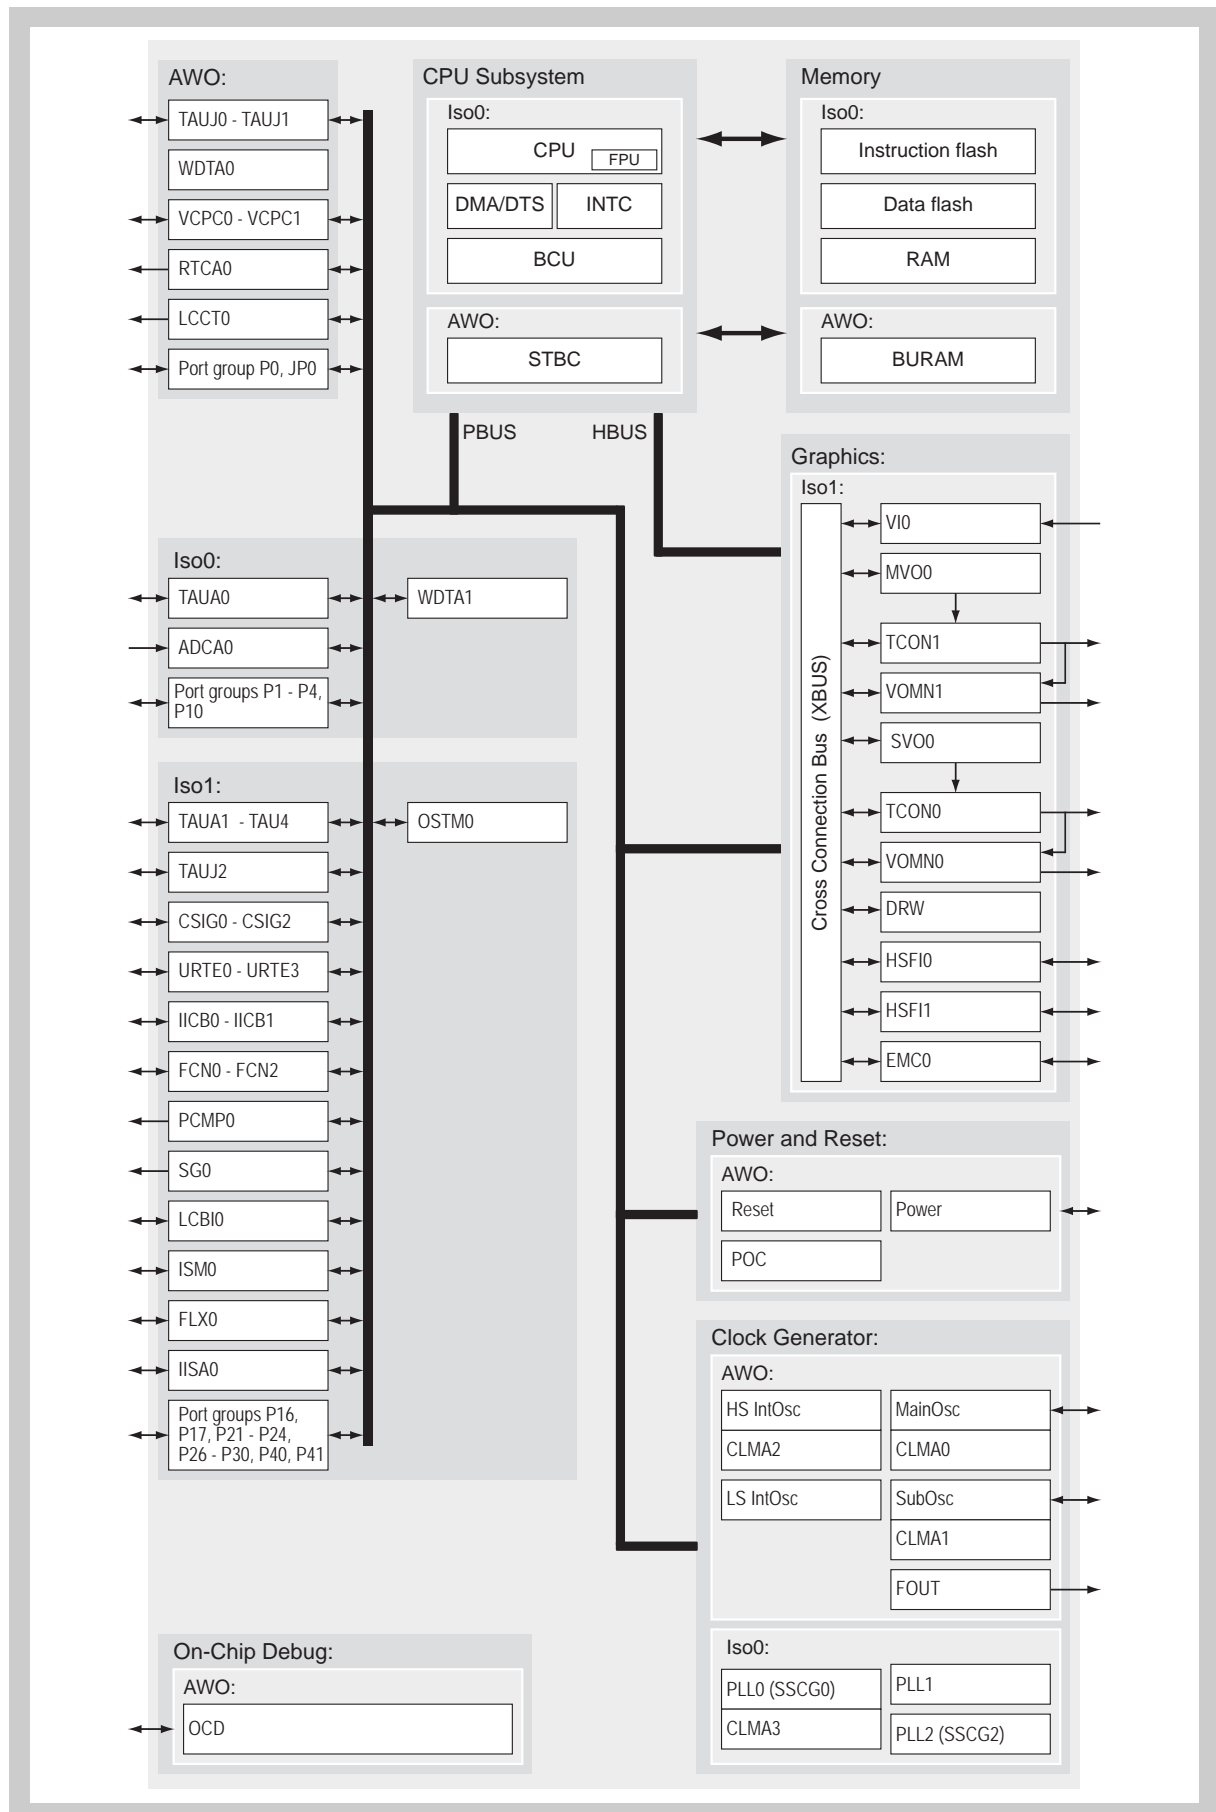 AWO:
TAUJ0 - TAUJ1
WDTA0
VCPC0 - VCPC1
RTCA0
LCCT0
Port group P0, JP0
CPU Subsystem
Iso0:
CPU
FPU
DMA/DTS
INTC
BCU
AWO:
STBC
Memory
Iso0:
Instruction flash
Data flash
RAM
AWO:
BURAM
PBUS
HBUS
Iso0:
TAUA0
WDTA1
ADCA0
Port groups P1 - P4,
P10
Iso1:
TAUA1 - TAU4
OSTM0
TAUJ2
CSIG0 - CSIG2
URTE0 - URTE3
IICB0 - IICB1
FCN0 - FCN2
PCMP0
SG0
LCBI0
ISM0
FLX0
IISA0
Port groups P16,
P17, P21 - P24,
P26 - P30, P40, P41
Graphics:
Iso1:
Cross Connection Bus (XBUS)
VI0
MVO0
TCON1
VOMN1
SVO0
TCON0
VOMN0
DRW
HSFI0
HSFI1
EMC0
Power and Reset:
AWO:
Reset
Power
POC
Clock Generator:
AWO:
HS IntOsc
MainOsc
CLMA2
CLMA0
LS IntOsc
SubOsc
CLMA1
FOUT
Iso0:
PLL0 (SSCG0)
PLL1
CLMA3
PLL2 (SSCG2)
On-Chip Debug:
AWO:
OCD